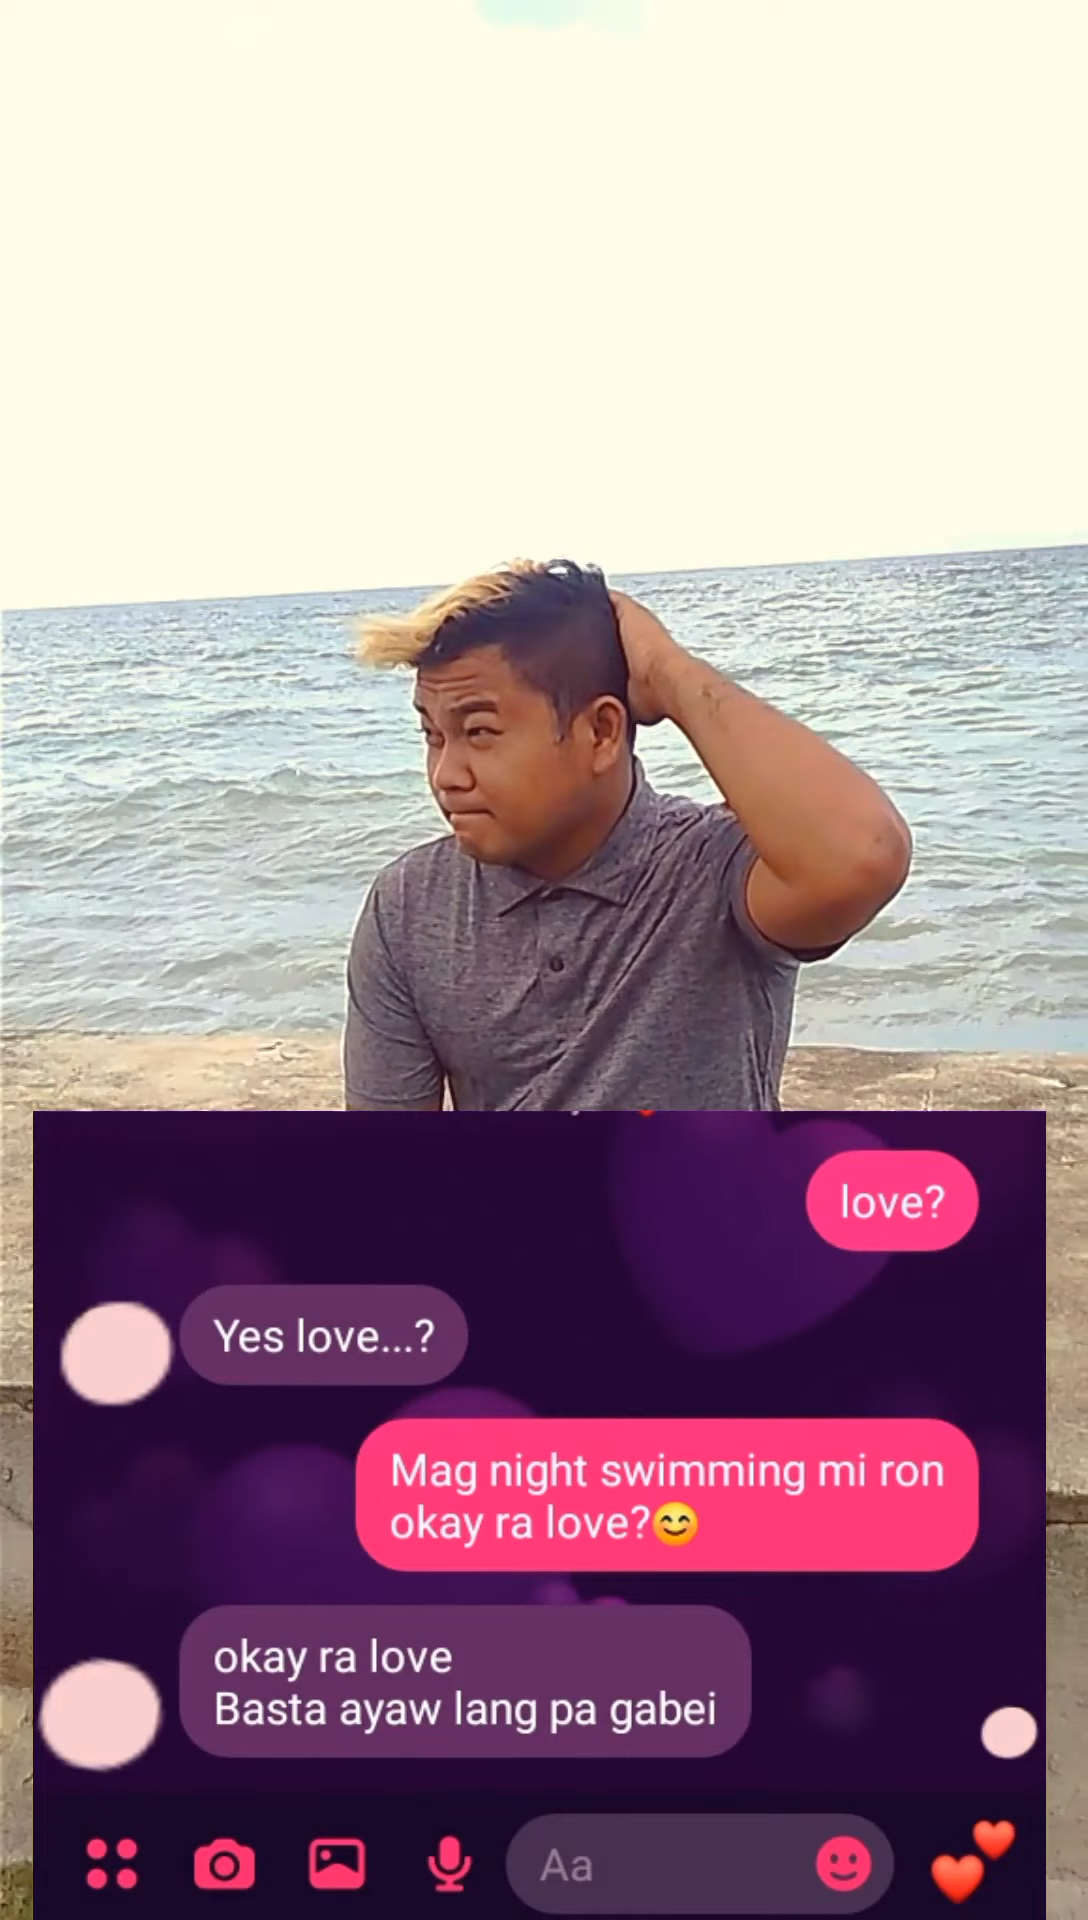 love?
Yes love...?
Mag night swimming mi ron
okay ra love?😊
okay ra love
Basta ayaw lang pa gabei
Aa